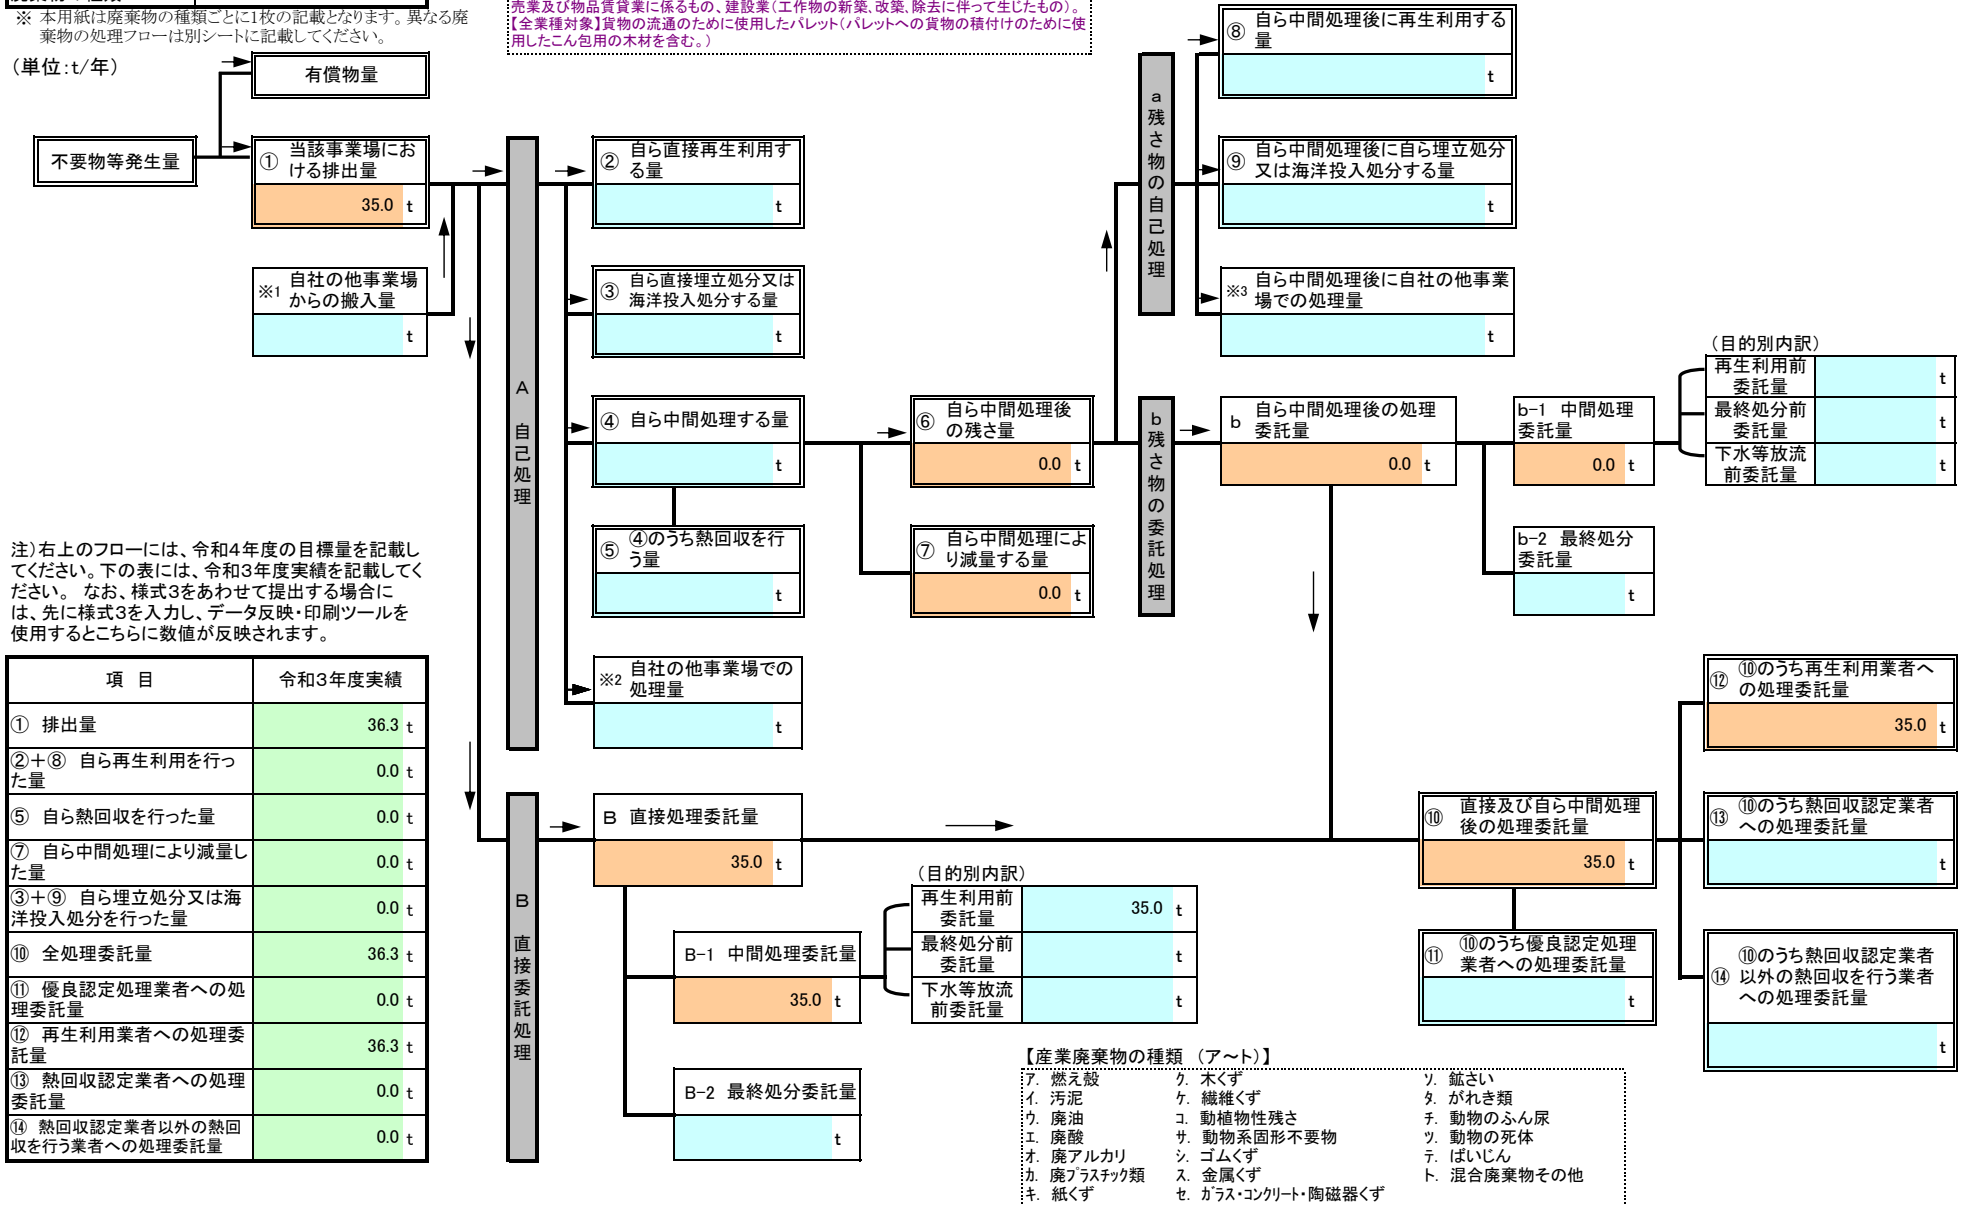 ※ 本用紙は廃棄物の種類ごとに1枚の記載となります。異なる廃
棄物の処理フローは別シートに記載してください。
売業及び物品賃貸業に係るもの、建設業(工作物の新築、改築、除去に伴って生じたもの)。
【全業種対象】貨物の流通のために使用したパレット(パレットへの貨物の積付けのために使
用したこん包用の木材を含む。)
(単位:t/年)
有償物量
不要物等発生量
① 当該事業場にお
ける排出量
35.0 t
※1 自社の他事業場
からの搬入量
t
A 自己処理
② 自ら直接再生利用す
る量
t
③ 自ら直接埋立処分又は
海洋投入処分する量
t
④ 自ら中間処理する量
t
⑤ ④のうち熱回収を行
う量
t
※2 自社の他事業場での
処理量
t
⑥ 自ら中間処理後
の残さ量
0.0 t
⑦ 自ら中間処理によ
り減量する量
0.0 t
a残さ物の自己処理
⑧ 自ら中間処理後に再生利用する
量
t
⑨ 自ら中間処理後に自ら埋立処分
又は海洋投入処分する量
t
※3 自ら中間処理後に自社の他事業
場での処理量
t
b残さ物の委託処理
b 自ら中間処理後の処理
委託量
0.0 t
b-1 中間処理
委託量
0.0 t
b-2 最終処分
委託量
t
(目的別内訳)
再生利用前
委託量
t
最終処分前
委託量
t
下水等放流
前委託量
t
注)右上のフローには、令和4年度の目標量を記載し
てください。下の表には、令和3年度実績を記載してく
ださい。 なお、様式3をあわせて提出する場合に
は、先に様式3を入力し、データ反映・印刷ツールを
使用するとこちらに数値が反映されます。
項 目 令和3年度実績
① 排出量 36.3 t
②+⑧ 自ら再生利用を行っ
た量 0.0 t
⑤ 自ら熱回収を行った量 0.0 t
⑦ 自ら中間処理により減量し
た量 0.0 t
③+⑨ 自ら埋立処分又は海
洋投入処分を行った量 0.0 t
⑩ 全処理委託量 36.3 t
⑪ 優良認定処理業者への処
理委託量 0.0 t
⑫ 再生利用業者への処理委
託量 36.3 t
⑬ 熱回収認定業者への処理
委託量 0.0 t
⑭ 熱回収認定業者以外の熱回
収を行う業者への処理委託量 0.0 t
B 直接委託処理
B 直接処理委託量
35.0 t
B-1 中間処理委託量
35.0 t
B-2 最終処分委託量
t
(目的別内訳)
再生利用前
委託量
35.0 t
最終処分前
委託量
t
下水等放流
前委託量
t
⑩ 直接及び自ら中間処理
後の処理委託量
35.0 t
⑪ ⑩のうち優良認定処理
業者への処理委託量
t
⑫ ⑩のうち再生利用業者へ
の処理委託量
35.0 t
⑬ ⑩のうち熱回収認定業者
への処理委託量
t
⑭ ⑩のうち熱回収認定業者
以外の熱回収を行う業者
への処理委託量
t
【産業廃棄物の種類 (ア~ト)】
ア. 燃え殻
イ. 汚泥
ウ. 廃油
エ. 廃酸
オ. 廃アルカリ
カ. 廃プラスチック類
キ. 紙くず
ク. 木くず
ケ. 繊維くず
コ. 動植物性残さ
サ. 動物系固形不要物
シ. ゴムくず
ス. 金属くず
セ. ガラス・コンクリート・陶磁器くず
ソ. 鉱さい
タ. がれき類
チ. 動物のふん尿
ツ. 動物の死体
テ. ばいじん
ト. 混合廃棄物その他